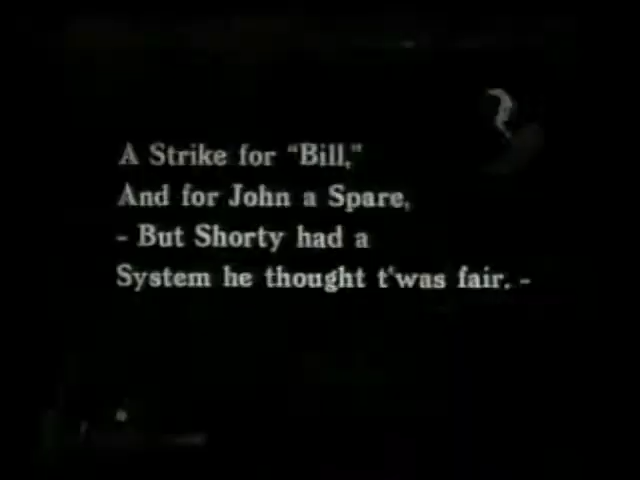 A Strike for "Bill,"
And for John a Spare,
- But Shorty had a
System he thought t'was fair. -